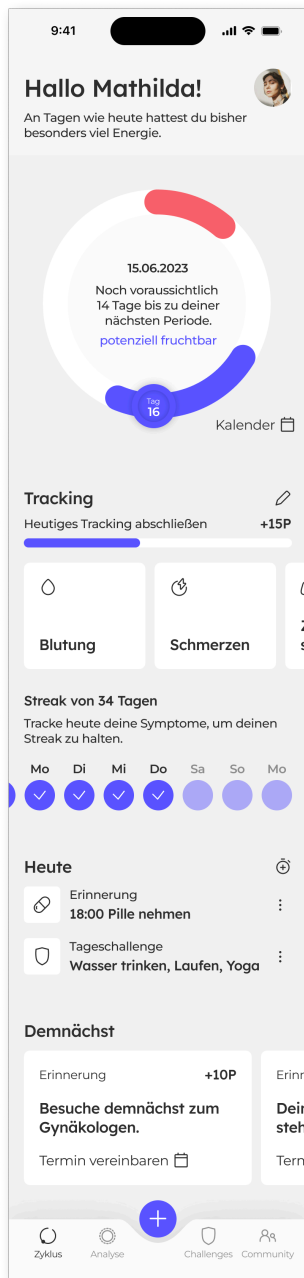 9:41
Hallo Mathilda!
An Tagen wie heute hattest du bisher
besonders viel Energie.
15.06.2023
Noch voraussichtlich
14 Tage bis zu deiner
nächsten Periode.
potenziell fruchtbar
Tag
16
Kalender
Tracking
Heutiges Tracking abschließen +15P
Blutung
Schmerzen
Streak von 34 Tagen
Tracke heute deine Symptome, um deinen
Streak zu halten.
Mo Di Mi Do Sa So Mo
Heute
Erinnerung
18:00 Pille nehmen
Tageschallenge
Wasser trinken, Laufen, Yoga
Demnächst
Erinnerung +10P
Besuche demnächst zum
Gynäkologen.
Termin vereinbaren
Zyklus Analyse Challenges Community